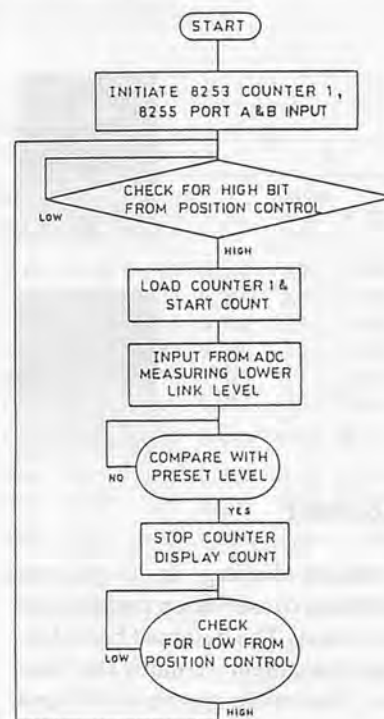 START
INITIATE 8253 COUNTER 1,
8255 PORT A & B INPUT
CHECK FOR HIGH BIT
FROM POSITION CONTROL
LOW
HIGH
LOAD COUNTER 1 &
START COUNT
INPUT FROM ADC
MEASURING LOWER
LINK LEVEL
COMPARE WITH
PRESET LEVEL
NO
YES
STOP COUNTER
DISPLAY COUNT
CHECK
FOR LOW FROM
POSITION CONTROL
LOW
HIGH